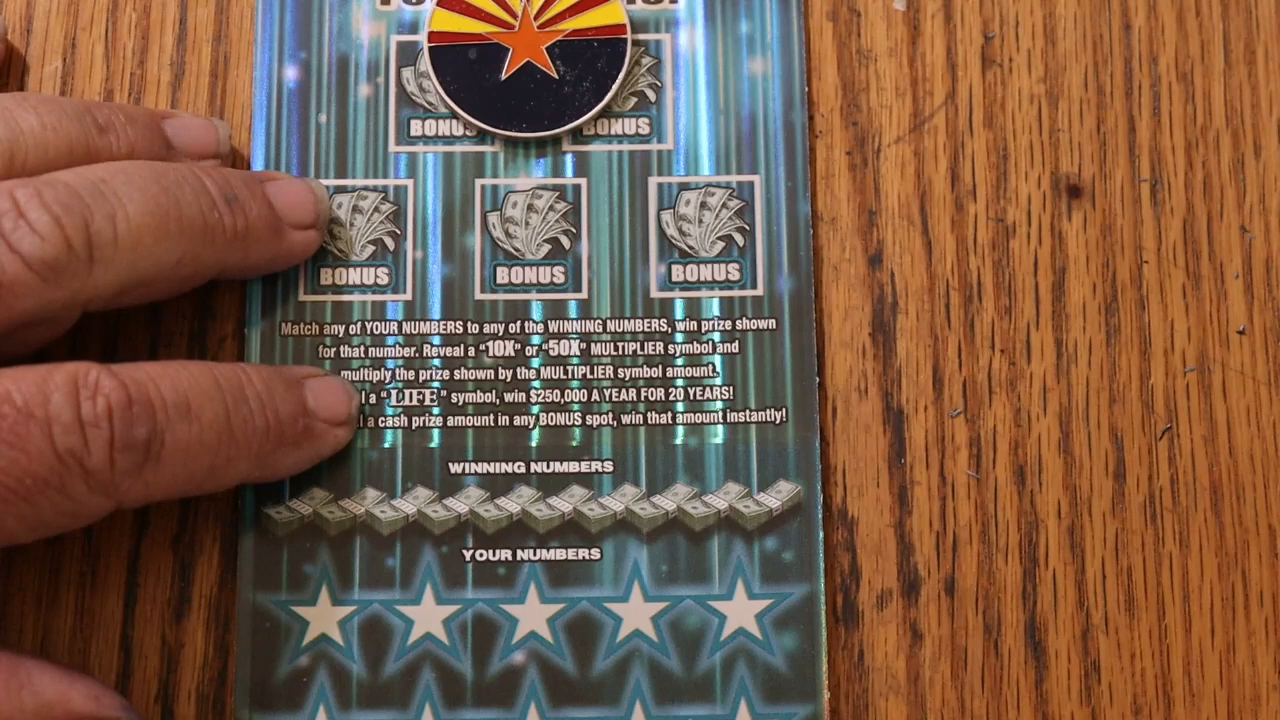 BONUS BONUS
BONUS BONUS BONUS
Match any of YOUR NUMBERS to any of the WINNING NUMBERS, win prize shown
for that number. Reveal a “10X” or “50X” MULTIPLIER symbol and
multiply the prize shown by the MULTIPLIER symbol amount.
a “LIFE” symbol, win $250,000 A YEAR FOR 20 YEARS!
a cash prize amount in any BONUS spot, win that amount instantly!
WINNING NUMBERS
YOUR NUMBERS